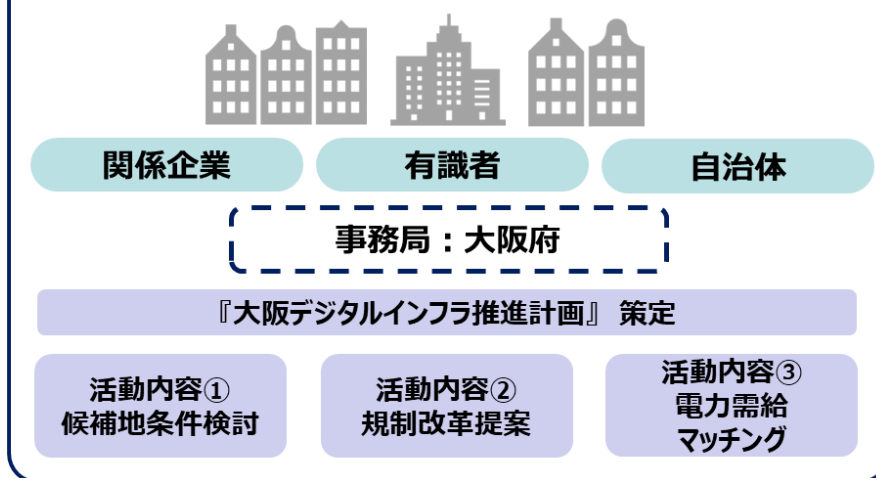 関係企業
有識者
自治体
事務局：大阪府
『大阪デジタルインフラ推進計画』 策定
活動内容①
候補地条件検討
活動内容②
規制改革提案
活動内容③
電力需給
マッチング